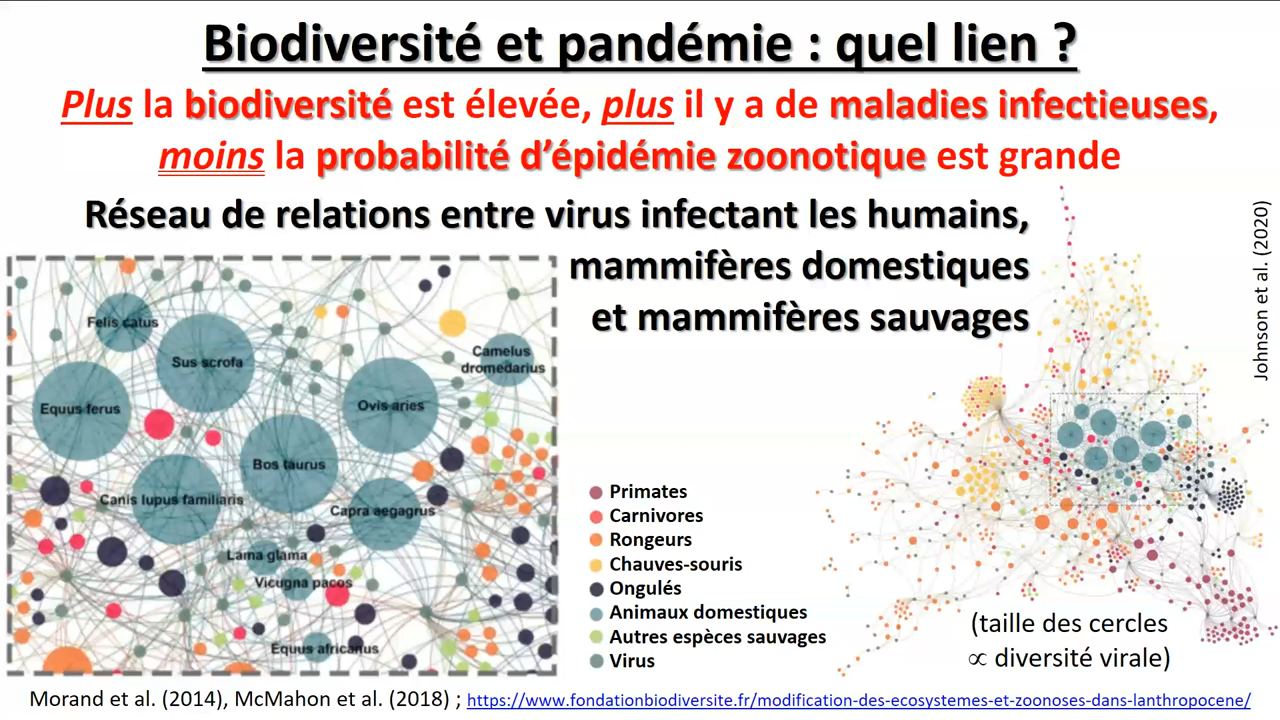 Biodiversité et pandémie : quel lien ?
Plus la biodiversité est élevée, plus il y a de maladies infectieuses,
moins la probabilité d’épidémie zoonotique est grande
Réseau de relations entre virus infectant les humains,
mammifères domestiques
et mammifères sauvages
Johnson et al. (2020)
Felis catus
Sus scrofa
Camelus
dromedarius
Equus ferus
Ovis aries
Bos taurus
Canis lupus familiaris
Capra aegagrus
Lama glama
Vicugna pacos
Equus africanus
Primates
Carnivores
Rongeurs
Chauves-souris
Ongulés
Animaux domestiques
Autres espèces sauvages
Virus
(taille des cercles
∝ diversité virale)
Morand et al. (2014), McMahon et al. (2018) ; https://www.fondationbiodiversite.fr/modification-des-ecosystemes-et-zoonoses-dans-lanthropocene/